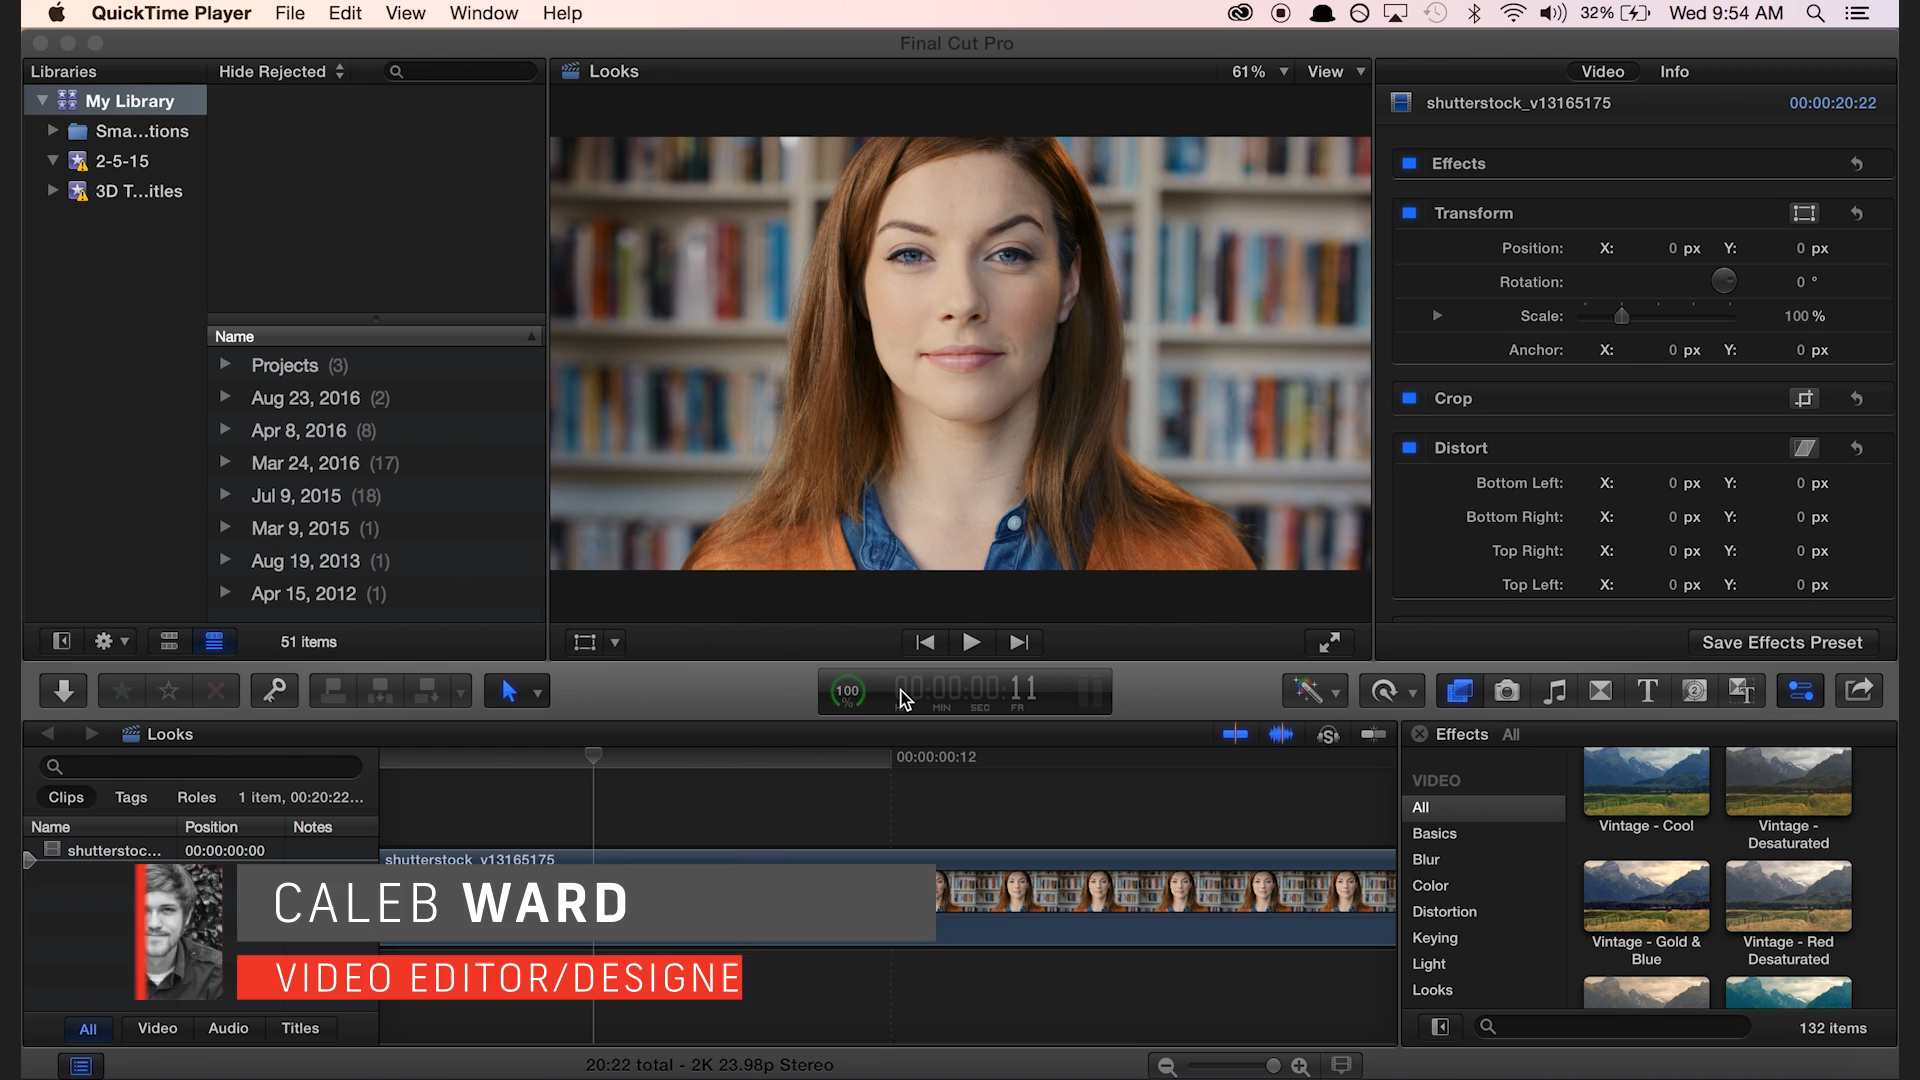 QuickTime Player File Edit View Window Help 32% Wed 9:54 AM
Final Cut Pro
Libraries Hide Rejected Looks 61% View Video Info
My Library
Sma...tions
2-5-15
3D T...itles
Name
Projects (3)
Aug 23, 2016 (2)
Apr 8, 2016 (8)
Mar 24, 2016 (17)
Jul 9, 2015 (18)
Mar 9, 2015 (1)
Aug 19, 2013 (1)
Apr 15, 2012 (1)
51 items
shutterstock_v13165175 00:00:20:22
Effects
Transform
Position: X: 0 px Y: 0 px
Rotation: 0 °
Scale: 100 %
Anchor: X: 0 px Y: 0 px
Crop
Distort
Bottom Left: X: 0 px Y: 0 px
Bottom Right: X: 0 px Y: 0 px
Top Right: X: 0 px Y: 0 px
Top Left: X: 0 px Y: 0 px
Save Effects Preset
100 00:00:00:11
% MIN SEC FR
Looks
00:00:00:12
Clips Tags Roles 1 item, 00:20:22...
Name Position Notes
shutterstoc... 00:00:00:00
shutterstock_v13165175
CALEB WARD
VIDEO EDITOR/DESIGNE
All Video Audio Titles
20:22 total - 2K 23.98p Stereo
Effects All
VIDEO
All
Basics
Blur
Color
Distortion
Keying
Light
Looks
Vintage - Cool
Vintage - Desaturated
Vintage - Gold & Blue
Vintage - Red Desaturated
132 items